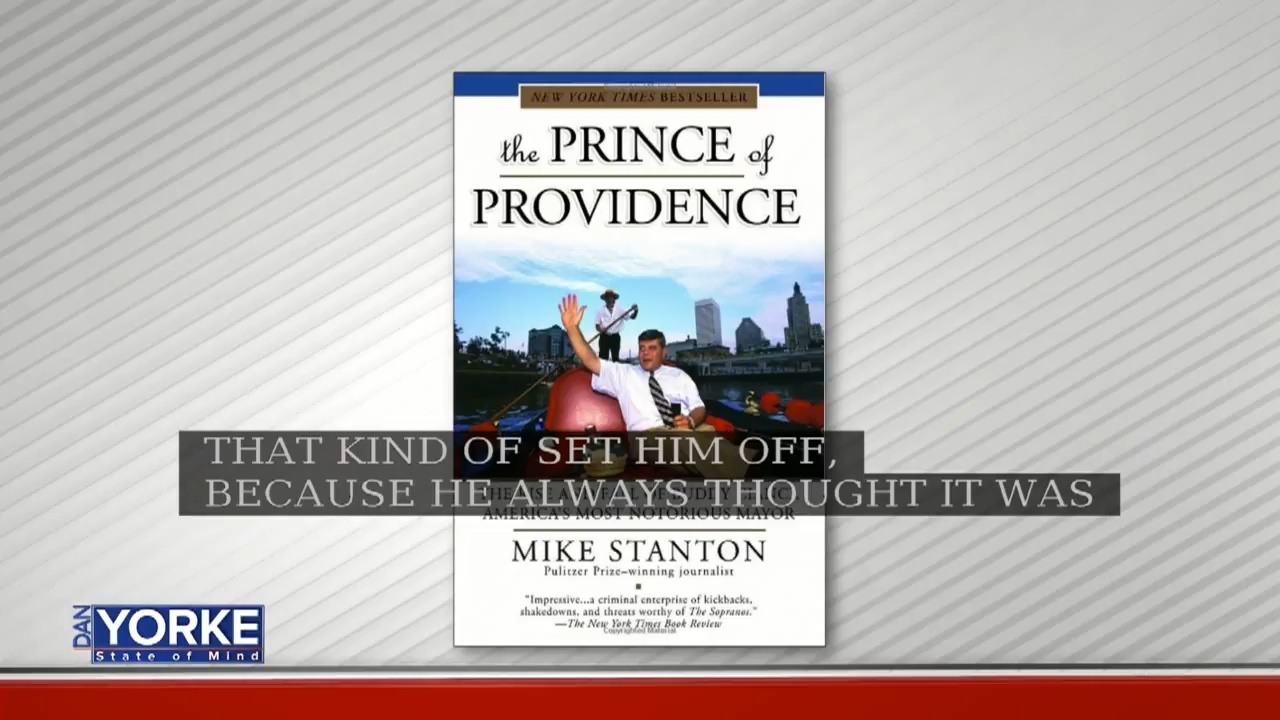 NEW YORK TIMES BESTSELLER
the PRINCE of
PROVIDENCE
THAT KIND OF SET HIM OFF,
BECAUSE HE ALWAYS THOUGHT IT WAS
AMERICA'S MOST NOTORIOUS MAYOR
MIKE STANTON
Pulitzer Prize–winning journalist
"Impressive...a criminal enterprise of kickbacks,
shakedowns, and threats worthy of The Sopranos."
—The New York Times Book Review
Copyrighted Material
DAN
YORKE
State of Mind